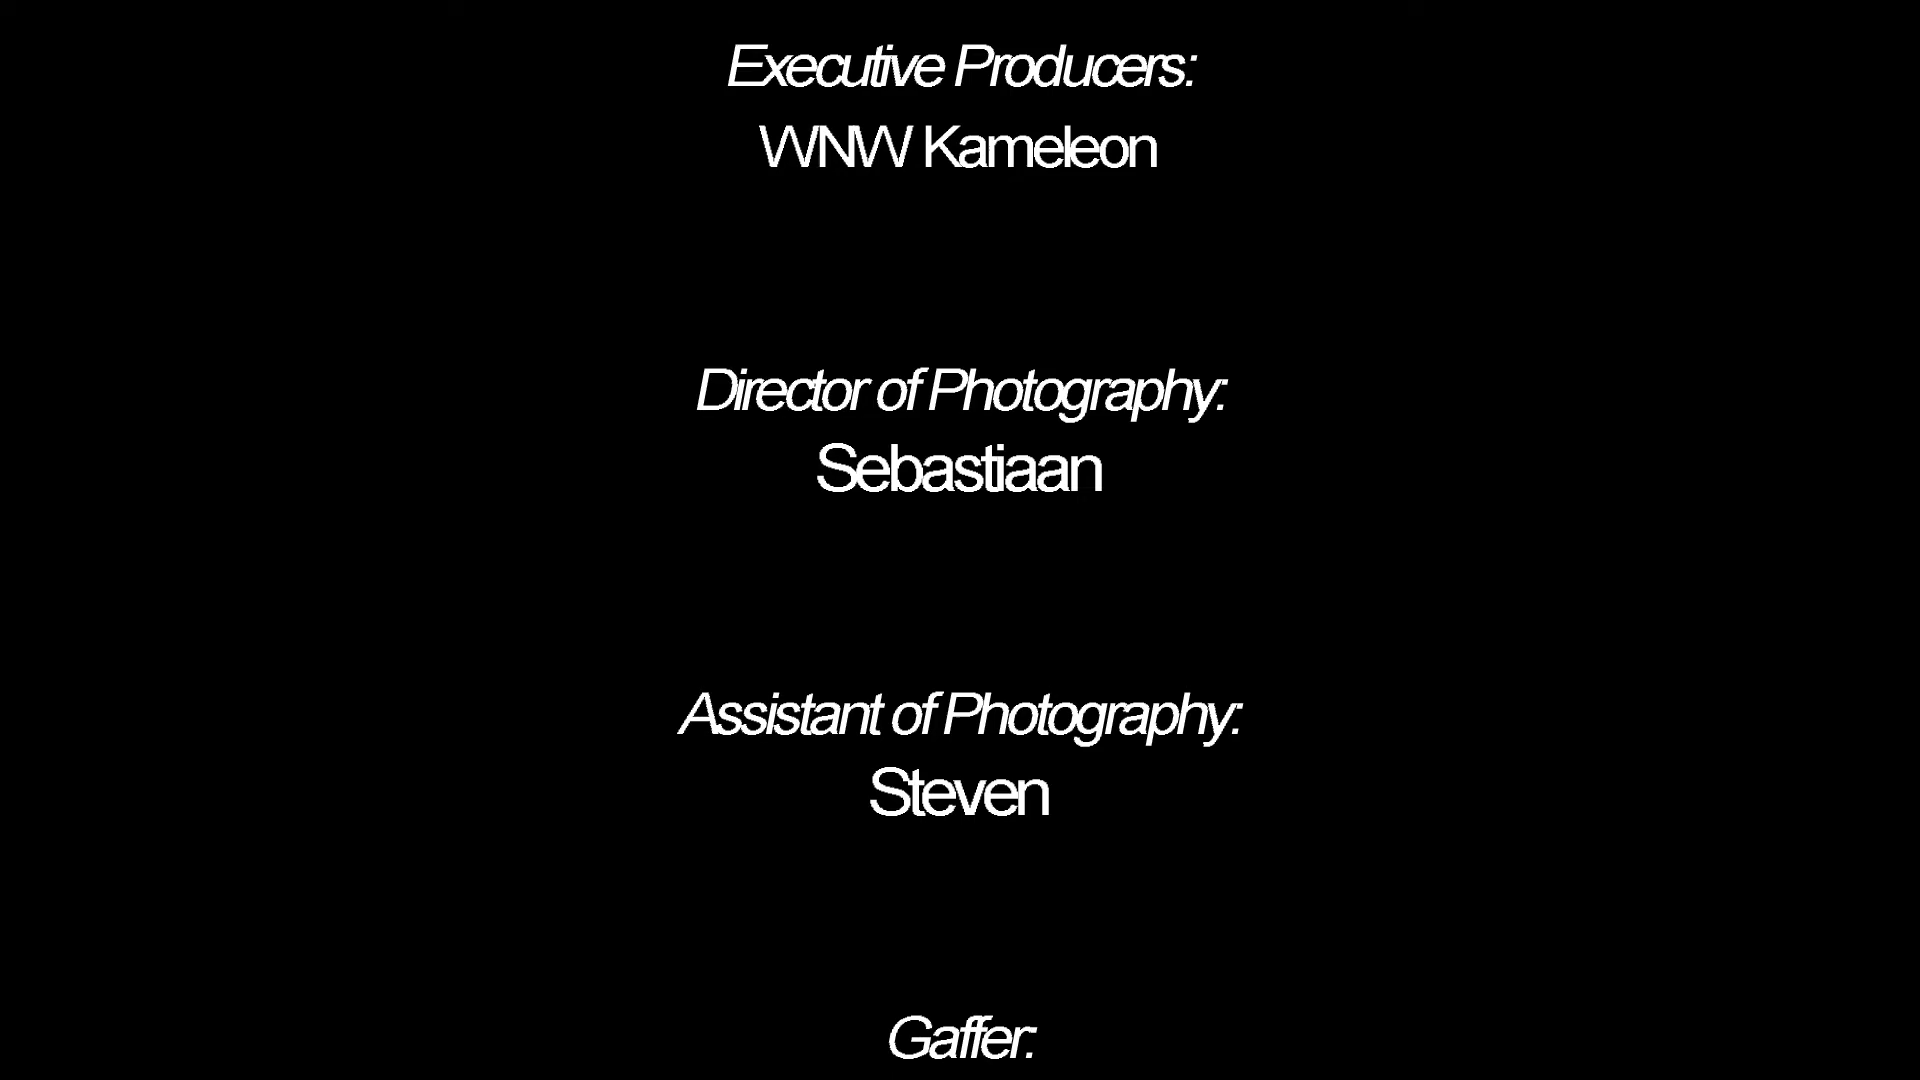 Executive Producers:
WNW Kameleon
Director of Photography:
Sebastiaan
Assistant of Photography:
Steven
Gaffer: